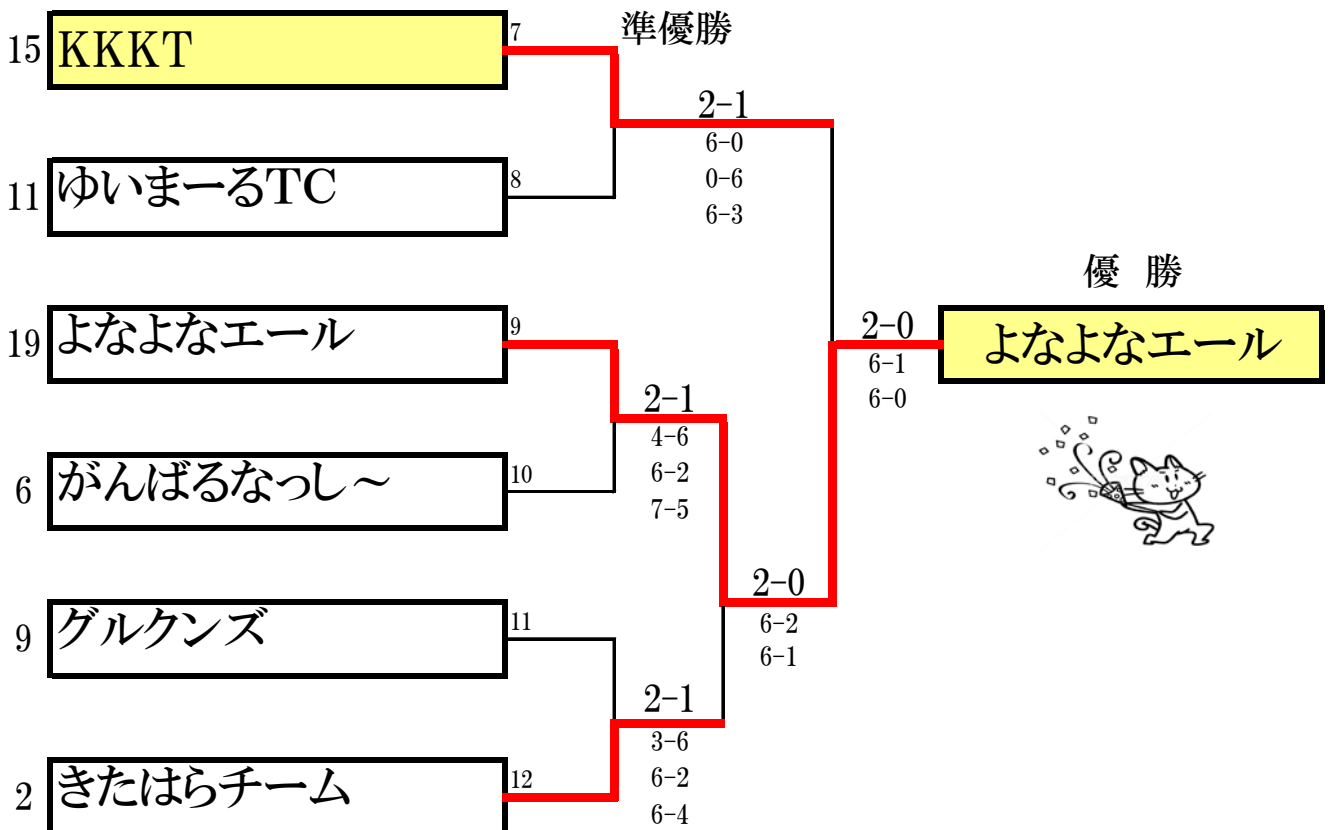 準優勝
15 KKKT 7
2-1
6-0
0-6
6-3
11 ゆいまーるTC 8
優 勝
19 よなよなエール 9
2-0
6-1
6-0
よなよなエール
2-1
4-6
6-2
7-5
6 がんばるなっし～ 10
2-0
6-2
6-1
9 グルクンズ 11
2-1
3-6
6-2
6-4
2 きたはらチーム 12